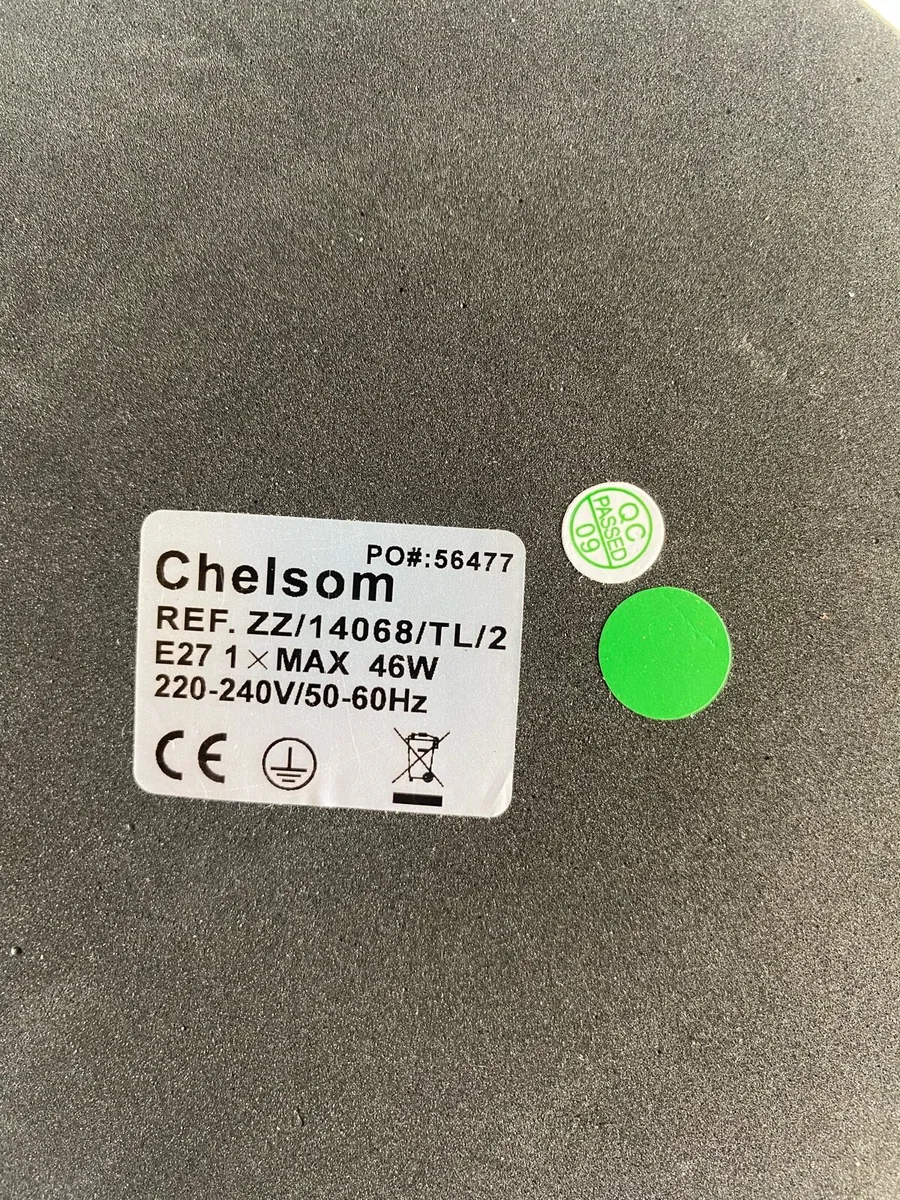 PO#:56477
Chelsom
REF. ZZ/14068/TL/2
E27 1×MAX 46W
220-240V/50-60Hz
CE
QC
PASSED
09